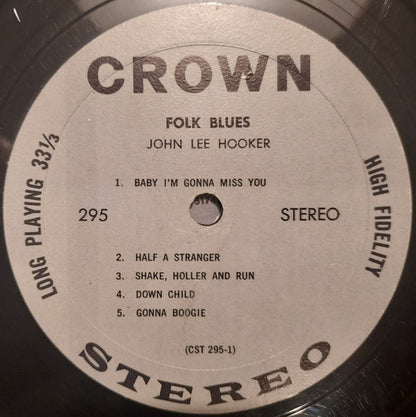 CROWN
FOLK BLUES
JOHN LEE HOOKER
1. BABY I'M GONNA MISS YOU
295
STEREO
2. HALF A STRANGER
3. SHAKE, HOLLER AND RUN
4. DOWN CHILD
5. GONNA BOOGIE
(CST 295-1)
LONG PLAYING 33⅓
HIGH FIDELITY
STEREO